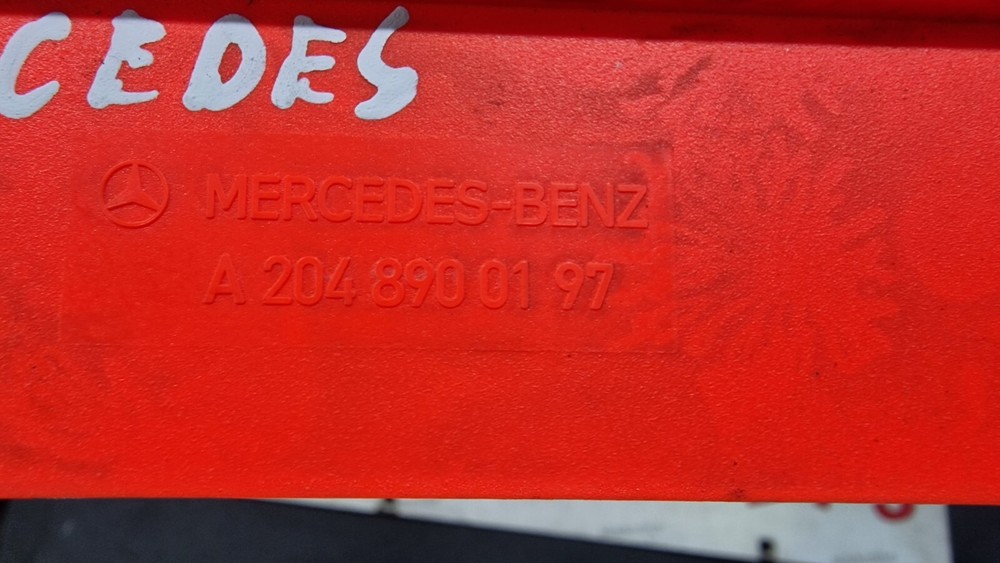 CEDES
MERCEDES-BENZ
A 204 890 01 97